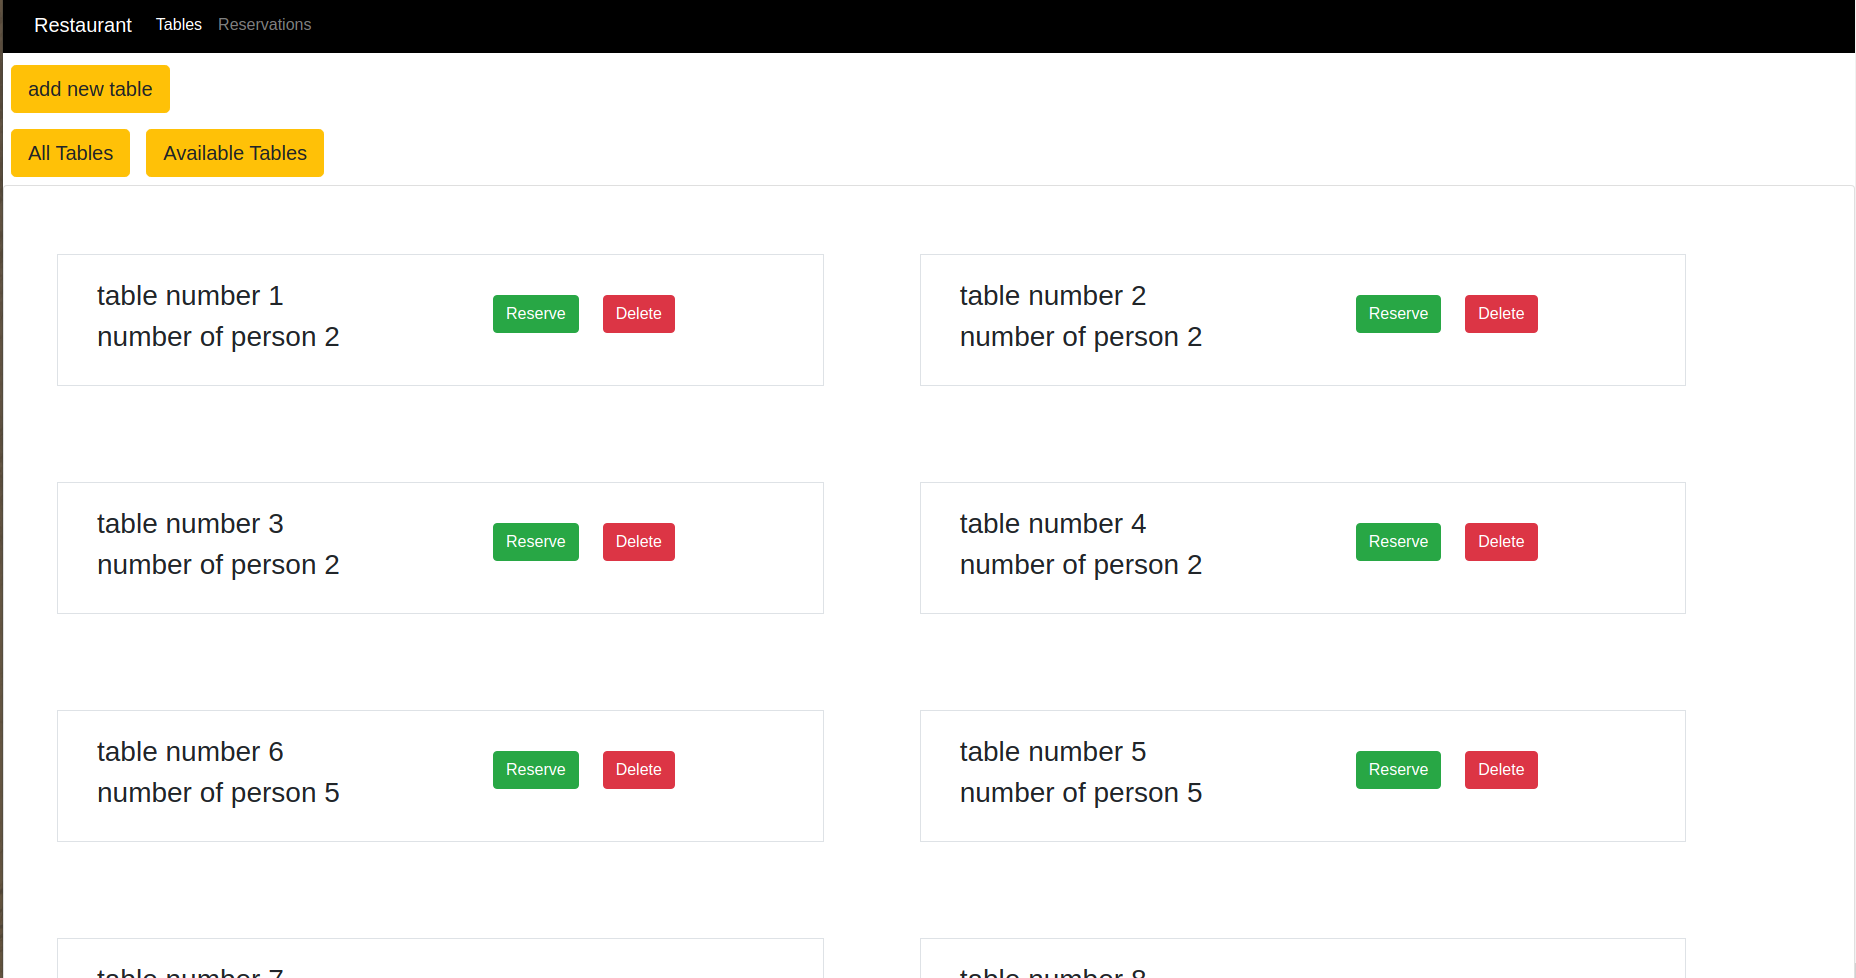 Restaurant Tables Reservations
add new table
All Tables Available Tables
table number 1
number of person 2
Reserve Delete
table number 2
number of person 2
Reserve Delete
table number 3
number of person 2
Reserve Delete
table number 4
number of person 2
Reserve Delete
table number 6
number of person 5
Reserve Delete
table number 5
number of person 5
Reserve Delete
table number 7
table number 8